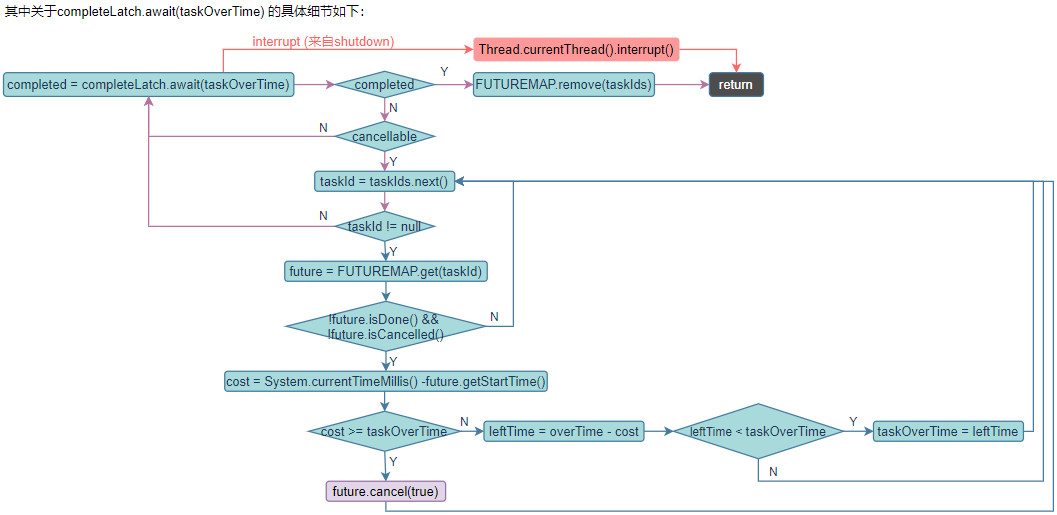 其中关于completeLatch.await(taskOverTime) 的具体细节如下：
interrupt (来自shutdown)
Thread.currentThread().interrupt()
completed = completeLatch.await(taskOverTime)
completed
Y
FUTUREMAP.remove(taskIds)
return
N
cancellable
N
Y
taskId = taskIds.next()
taskId != null
N
Y
future = FUTUREMAP.get(taskId)
!future.isDone() &&
!future.isCancelled()
N
Y
cost = System.currentTimeMillis() -future.getStartTime()
cost >= taskOverTime
N
leftTime = overTime - cost
leftTime < taskOverTime
Y
taskOverTime = leftTime
N
Y
future.cancel(true)